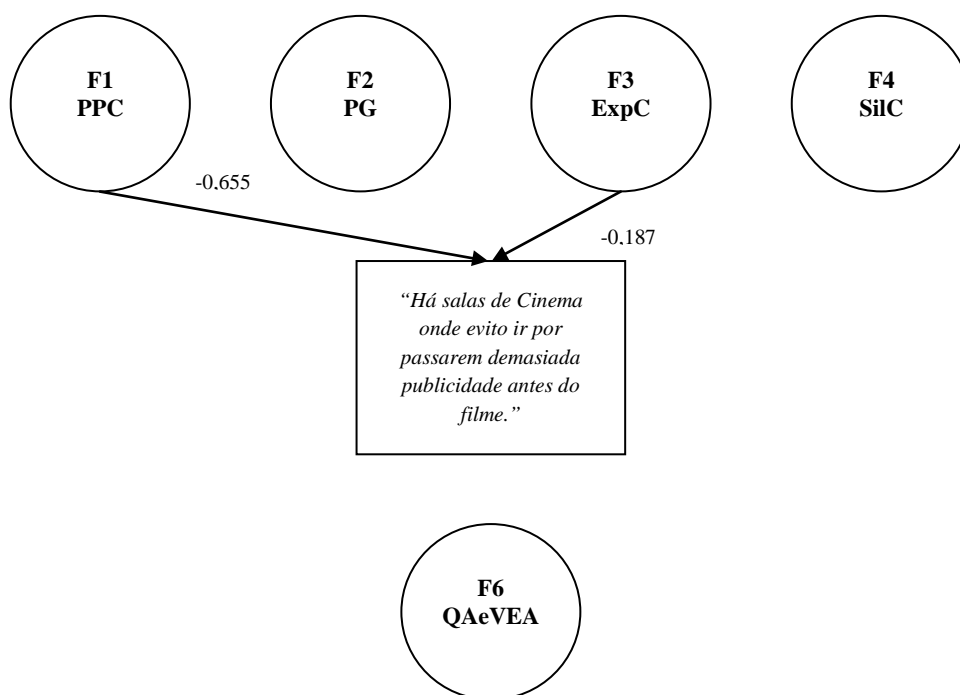 F1
PPC
F2
PG
F3
ExpC
F4
SilC
-0,655
-0,187
“Há salas de Cinema
onde evito ir por
passarem demasiada
publicidade antes do
filme.”
F6
QAeVEA